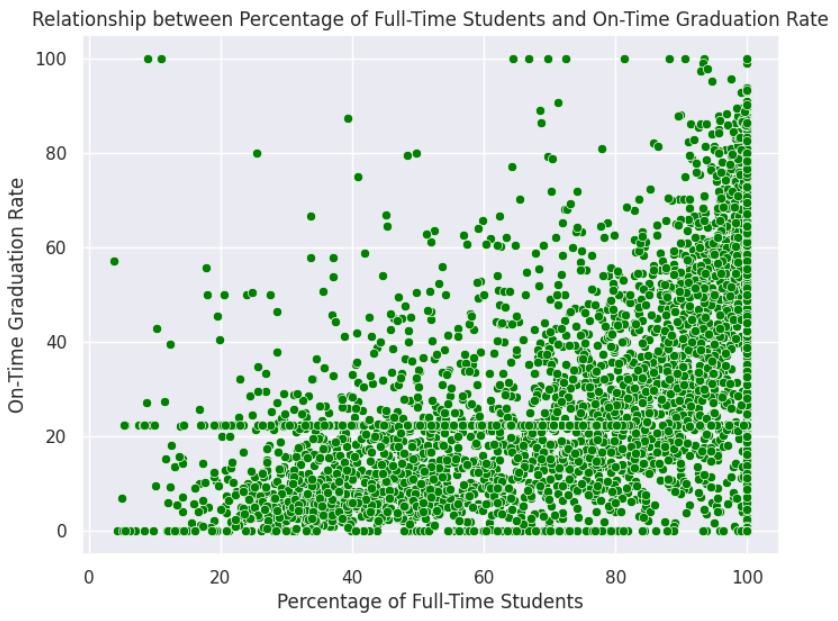 Relationship between Percentage of Full-Time Students and On-Time Graduation Rate
100
80
60
40
20
0
On-Time Graduation Rate
0 20 40 60 80 100
Percentage of Full-Time Students